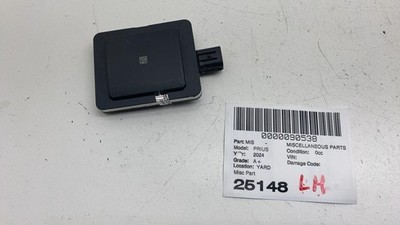 0000090538
Part: MIS - MISCELLANEOUS PARTS
Model: PRIUS Condition: 0cc
Year: 2024 VIN:
Grade: A+ Damage Code:
Location: YARD
Misc Part
25148 LH